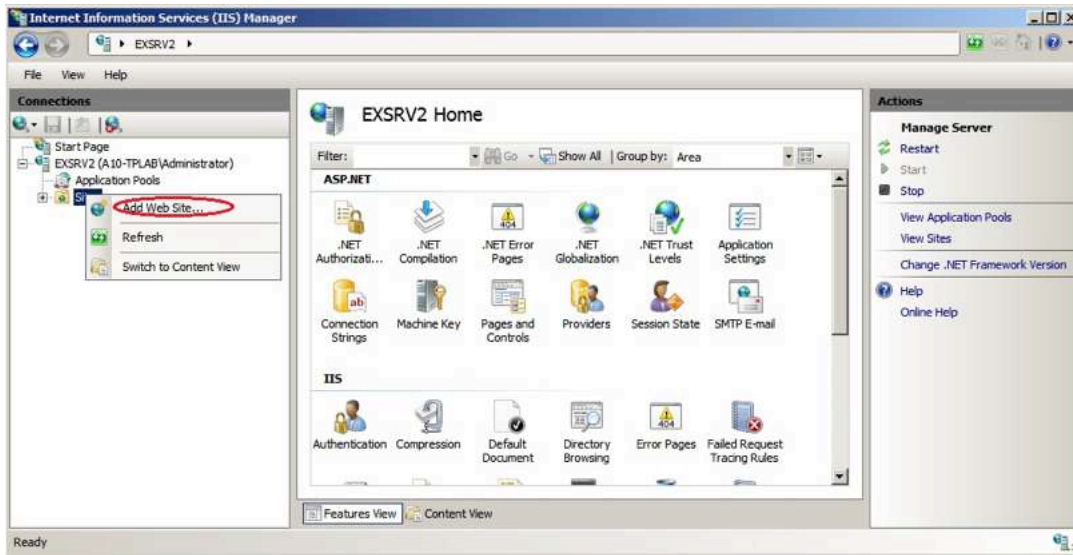 Internet Information Services (IIS) Manager
EXSRV2
File View Help
Connections
Start Page
EXSRV2 (A10-TPLAB\Administrator)
Application Pools
Add Web Site...
Refresh
Switch to Content View
EXSRV2 Home
Filter: Go Show All Group by: Area
ASP.NET
.NET Authorizati...
.NET Compilation
.NET Error Pages
.NET Globalization
.NET Trust Levels
Application Settings
Connection Strings
Machine Key
Pages and Controls
Providers
Session State
SMTP E-mail
IIS
Authentication
Compression
Default Document
Directory Browsing
Error Pages
Failed Request Tracing Rules
Features View Content View
Actions
Manage Server
Restart
Start
Stop
View Application Pools
View Sites
Change .NET Framework Version
Help
Online Help
Ready